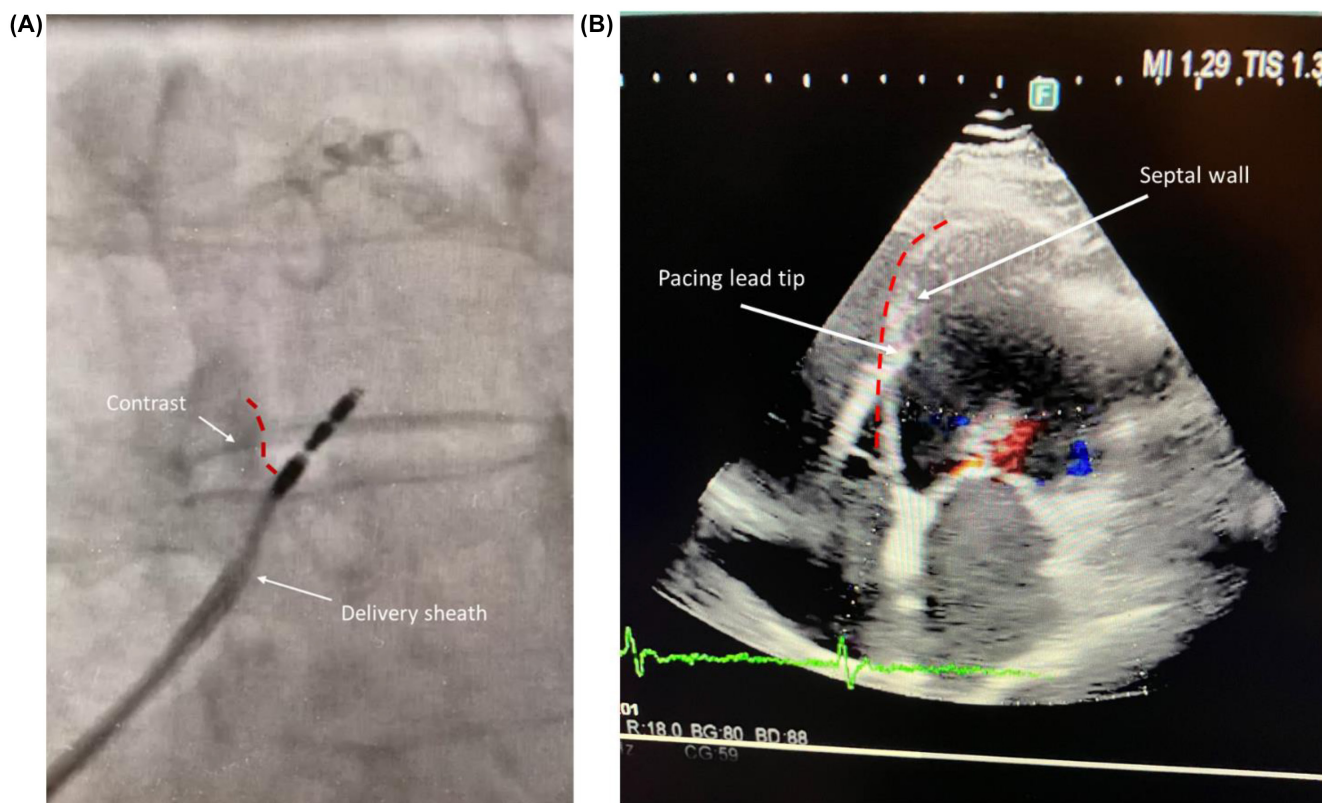 (A)
Contrast
Delivery sheath
(B)
MI 1.29 TIS 1.3
F
Septal wall
Pacing lead tip
01
R:18.0 BG:80 BD:88
CG:59